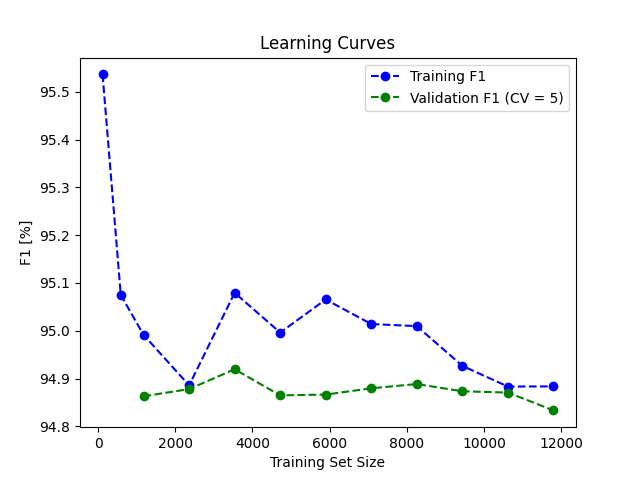 Learning Curves
Training F1
Validation F1 (CV = 5)
95.5
95.4
95.3
95.2
95.1
95.0
94.9
94.8
F1 [%]
0 2000 4000 6000 8000 10000 12000
Training Set Size